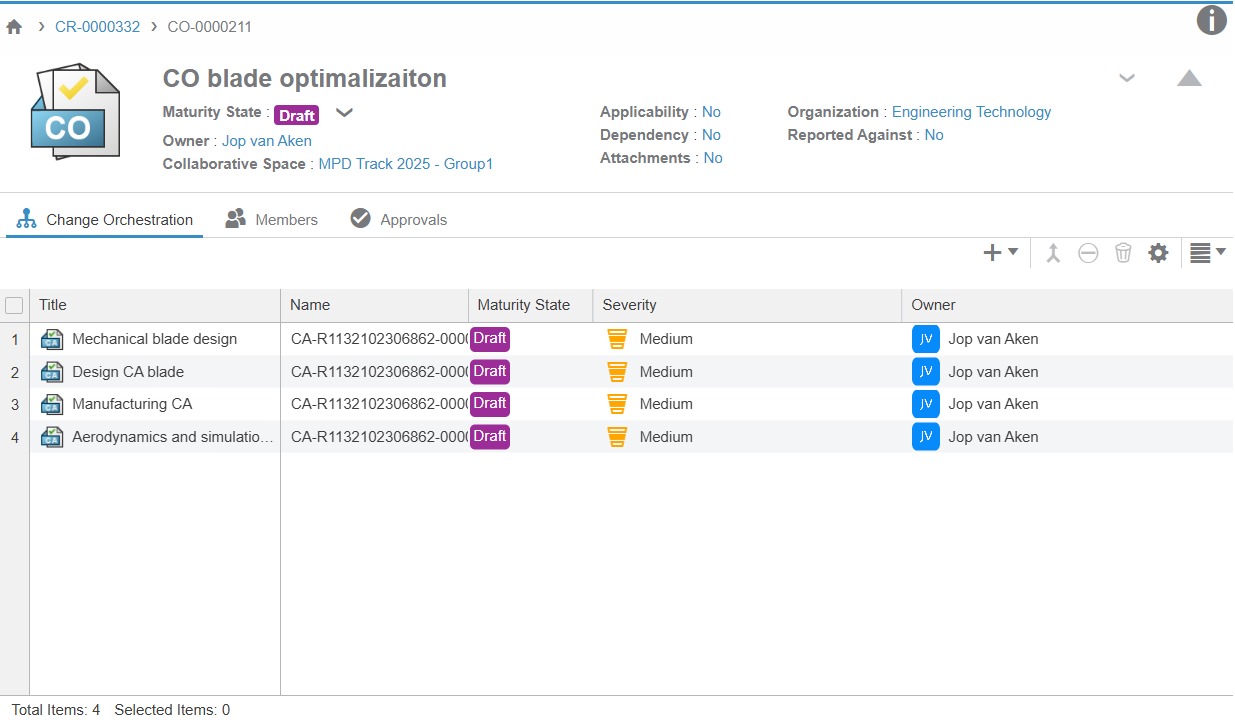 CR-0000332 CO-0000211
CO
CO blade optimalizaiton
Maturity State : Draft
Owner : Jop van Aken
Collaborative Space : MPD Track 2025 - Group1
Applicability : No
Dependency : No
Attachments : No
Organization : Engineering Technology
Reported Against : No
Change Orchestration Members Approvals
Title Name Maturity State Severity Owner
1 CA Mechanical blade design CA-R1132102306862-000 Draft Medium JV Jop van Aken
2 CA Design CA blade CA-R1132102306862-000 Draft Medium JV Jop van Aken
3 CA Manufacturing CA CA-R1132102306862-000 Draft Medium JV Jop van Aken
4 CA Aerodynamics and simulatio... CA-R1132102306862-000 Draft Medium JV Jop van Aken
Total Items: 4 Selected Items: 0